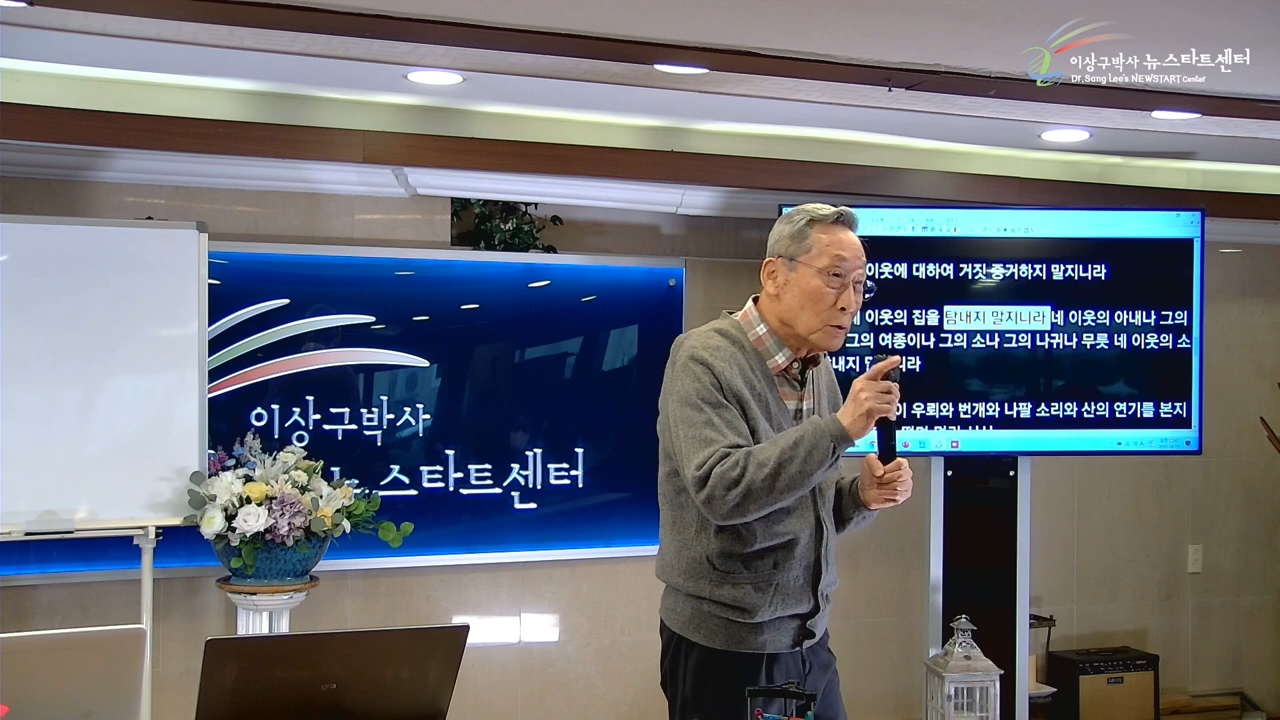 이상구박사 뉴스타트센터
Dr. Sang Lee's NEWSTART Center
이웃에 대하여 거짓 증거하지 말지니라
이웃의 집을 탐내지 말지니라 네 이웃의 아내나 그의
그의 여종이나 그의 소나 그의 나귀나 무릇 네 이웃의 소
우뢰와 번개와 나팔 소리와 산의 연기를 본지
이상구박사
스타트센터